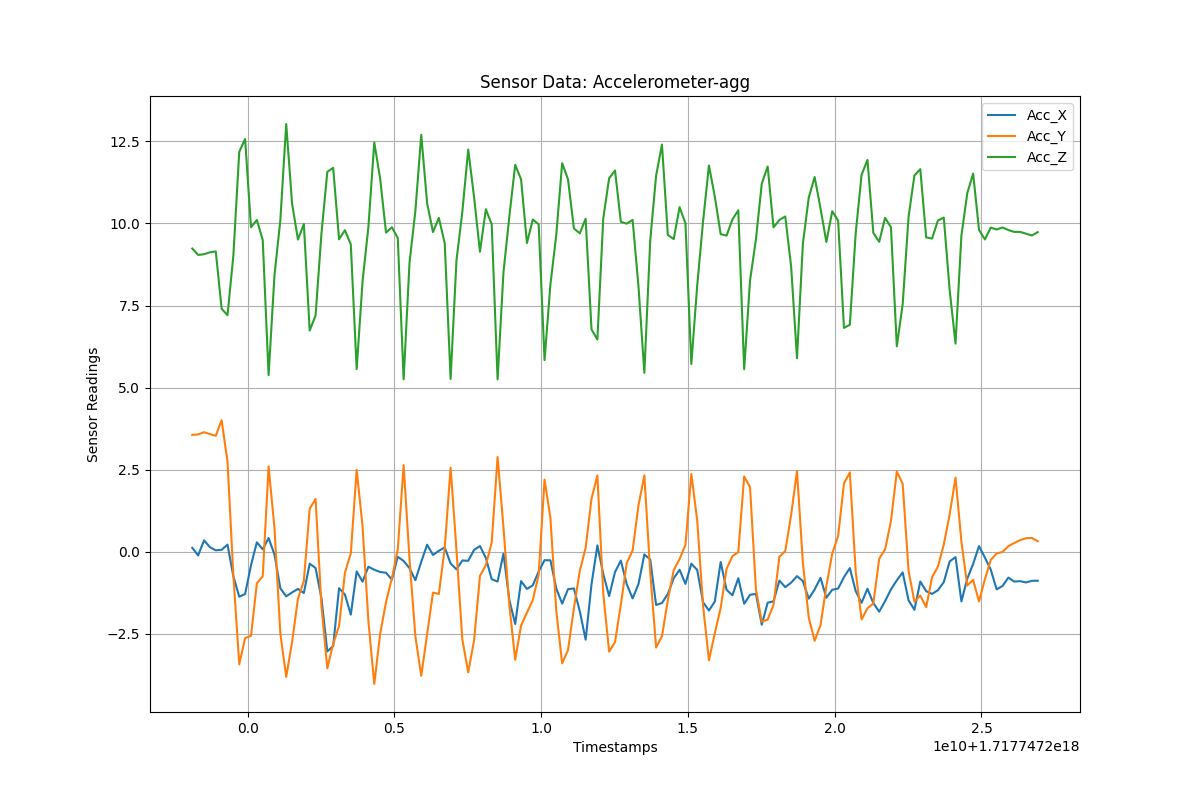 Sensor Data: Accelerometer-agg
Acc_X
Acc_Y
Acc_Z
12.5
10.0
7.5
5.0
2.5
0.0
−2.5
Sensor Readings
0.0 0.5 1.0 1.5 2.0 2.5
Timestamps
1e10+1.7177472e18